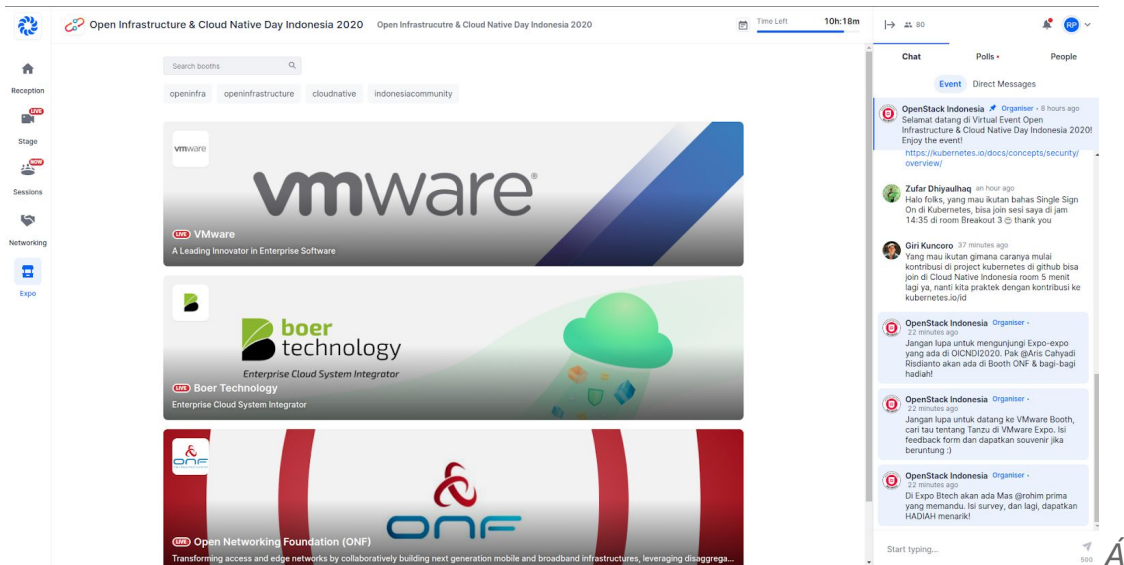 Open Infrastructure & Cloud Native Day Indonesia 2020
Open Infrastrucutre & Cloud Native Day Indonesia 2020
Time Left
10h:18m
80
RP
Reception
LIVE
Stage
NOW
Sessions
Networking
Expo
Search booths
openinfra
openinfrastructure
cloudnative
indonesiacommunity
vmware
vmware®
LIVE VMware
A Leading Innovator in Enterprise Software
boer
technology
Enterprise Cloud System Integrator
LIVE Boer Technology
Enterprise Cloud System Integrator
ONF
ONF
LIVE Open Networking Foundation (ONF)
Transforming access and edge networks by collaboratively building next generation mobile and broadband infrastructures, leveraging disaggrega...
Chat
Polls
People
Event
Direct Messages
OpenStack Indonesia Organiser • 8 hours ago
Selamat datang di Virtual Event Open
Infrastructure & Cloud Native Day Indonesia 2020!
Enjoy the event!
https://kubernetes.io/docs/concepts/security/
overview/
Zufar Dhiyaulhaq an hour ago
Halo folks, yang mau ikutan bahas Single Sign
On di Kubernetes, bisa join sesi saya di jam
14:35 di room Breakout 3 😊 thank you
Giri Kuncoro 37 minutes ago
Yang mau ikutan gimana caranya mulai
kontribusi di project kubernetes di github bisa
join di Cloud Native Indonesia room 5 menit
lagi ya, nanti kita praktek dengan kontribusi ke
kubernetes.io/id
OpenStack Indonesia Organiser •
22 minutes ago
Jangan lupa untuk mengunjungi Expo-expo
yang ada di OICNDI2020. Pak @Aris Cahyadi
Risdianto akan ada di Booth ONF & bagi-bagi
hadiah!
OpenStack Indonesia Organiser •
22 minutes ago
Jangan lupa untuk datang ke VMware Booth,
cari tau tentang Tanzu di VMware Expo. Isi
feedback form dan dapatkan souvenir jika
beruntung :)
OpenStack Indonesia Organiser •
22 minutes ago
Di Expo Btech akan ada Mas @rohim prima
yang memandu. Isi survey, dan lagi, dapatkan
HADIAH menarik!
Start typing...
500
Á